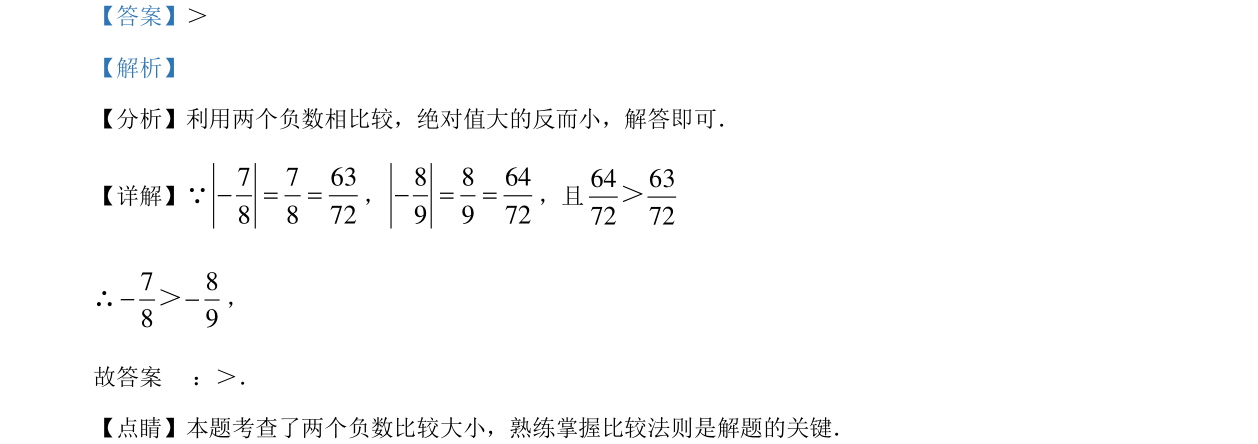 【答案】＞
【解析】
【分析】利用两个负数相比较，绝对值大的反而小，解答即可．
【详解】∵|−7/8|=7/8=63/72，|−8/9|=8/9=64/72，且64/72＞63/72
∴−7/8＞−8/9，
故答案 ：＞．
【点睛】本题考查了两个负数比较大小，熟练掌握比较法则是解题的关键．